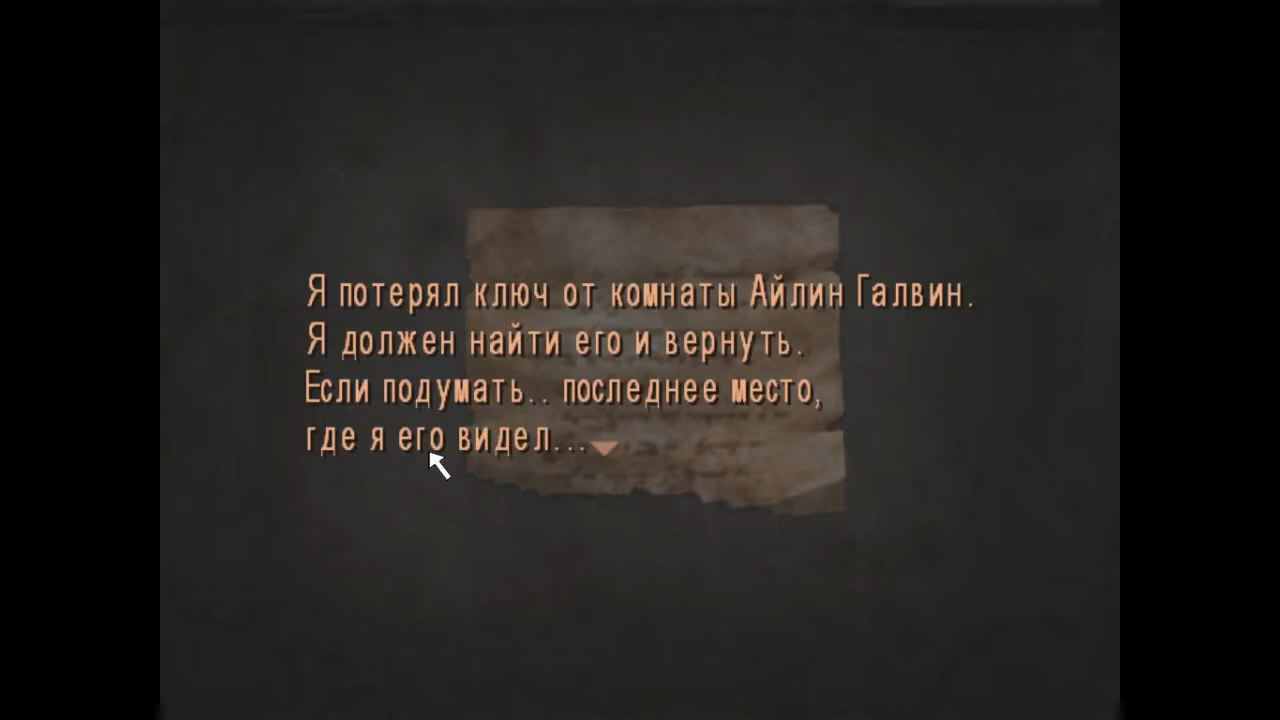 Я потерял ключ от комнаты Айлин Галвин.
Я должен найти его и вернуть.
Если подумать.. последнее место,
где я его видел...